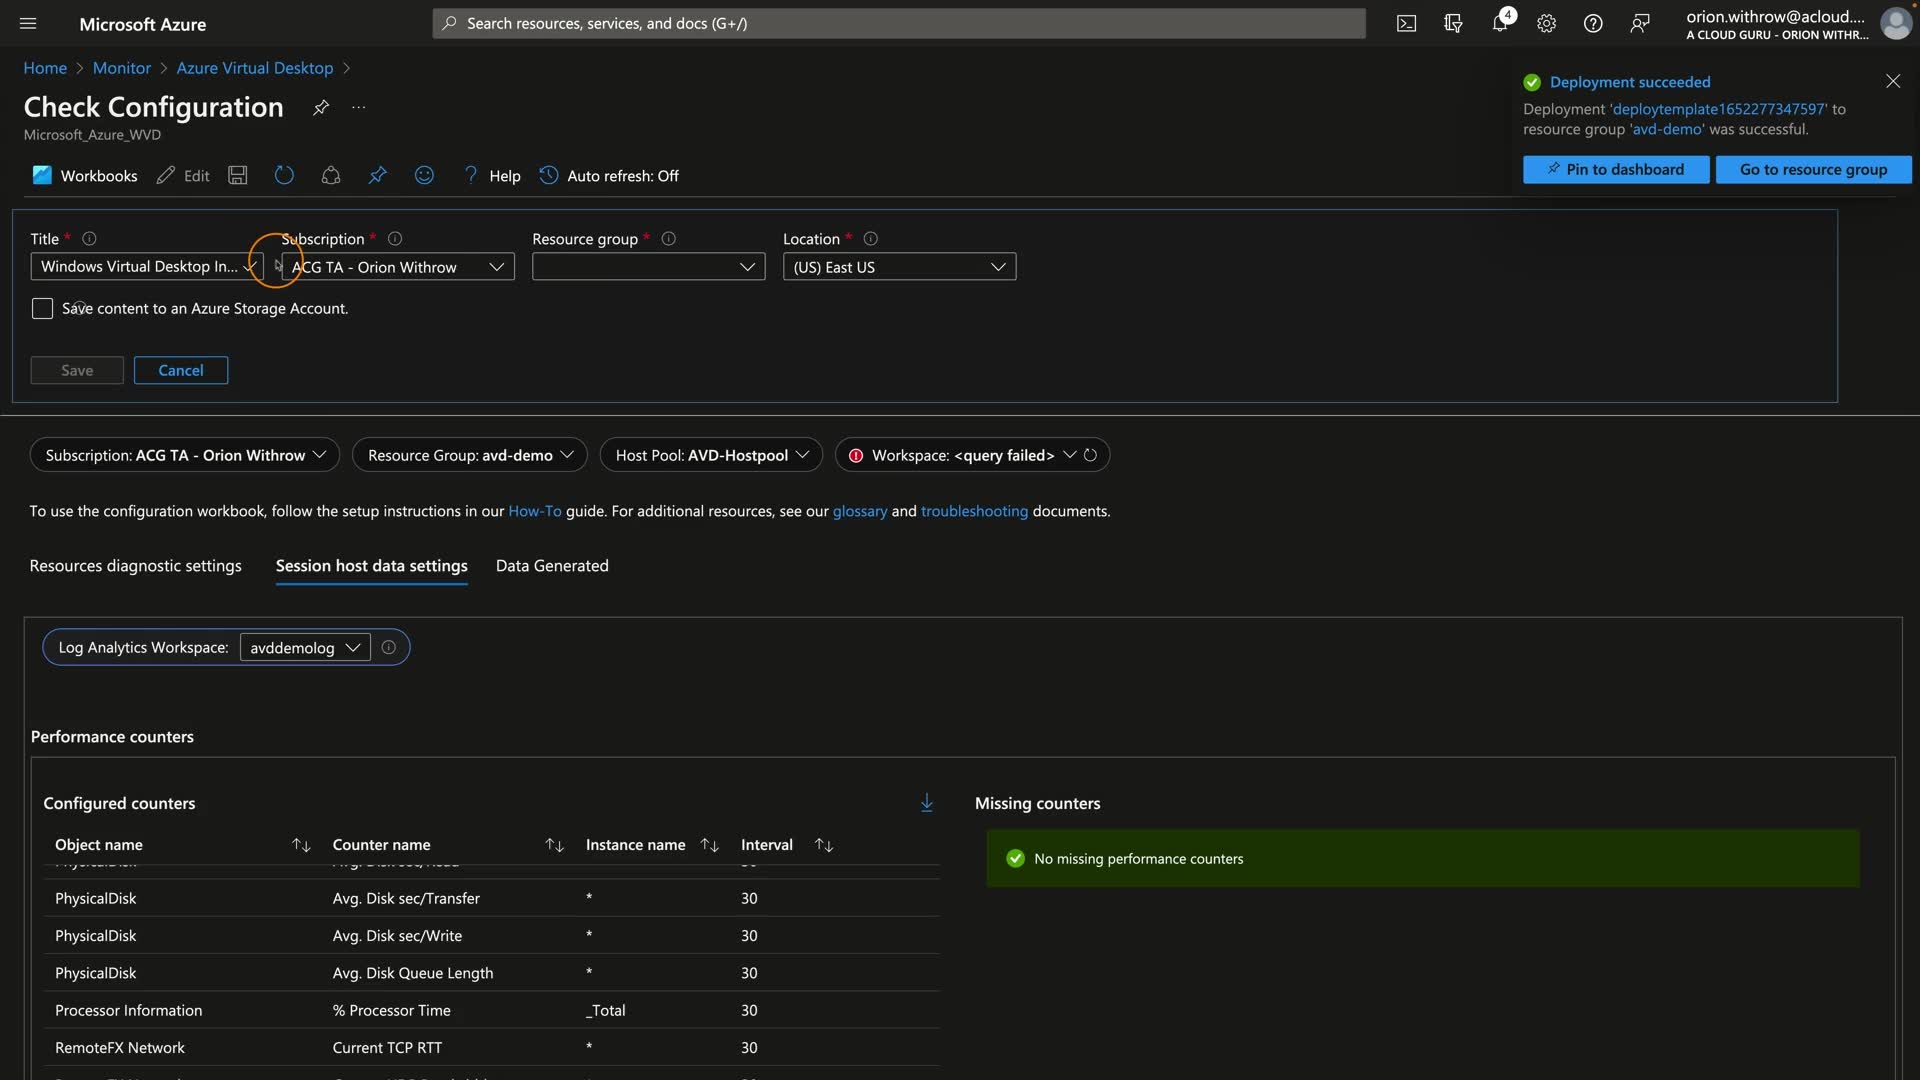 Microsoft Azure
Search resources, services, and docs (G+/)
4
orion.withrow@acloud....
A CLOUD GURU - ORION WITHR...
Home > Monitor > Azure Virtual Desktop >
Check Configuration ...
Microsoft_Azure_WVD
Deployment succeeded
Deployment 'deploytemplate1652277347597' to
resource group 'avd-demo' was successful.
Pin to dashboard
Go to resource group
Workbooks Edit ? Help Auto refresh: Off
Title * Subscription * Resource group * Location *
Windows Virtual Desktop In... ACG TA - Orion Withrow (US) East US
Save content to an Azure Storage Account.
Save Cancel
Subscription: ACG TA - Orion Withrow Resource Group: avd-demo Host Pool: AVD-Hostpool Workspace: <query failed>
To use the configuration workbook, follow the setup instructions in our How-To guide. For additional resources, see our glossary and troubleshooting documents.
Resources diagnostic settings Session host data settings Data Generated
Log Analytics Workspace: avddemolog
Performance counters
Configured counters
Missing counters
Object name Counter name Instance name Interval
No missing performance counters
PhysicalDisk Avg. Disk sec/Transfer * 30
PhysicalDisk Avg. Disk sec/Write * 30
PhysicalDisk Avg. Disk Queue Length * 30
Processor Information % Processor Time _Total 30
RemoteFX Network Current TCP RTT * 30